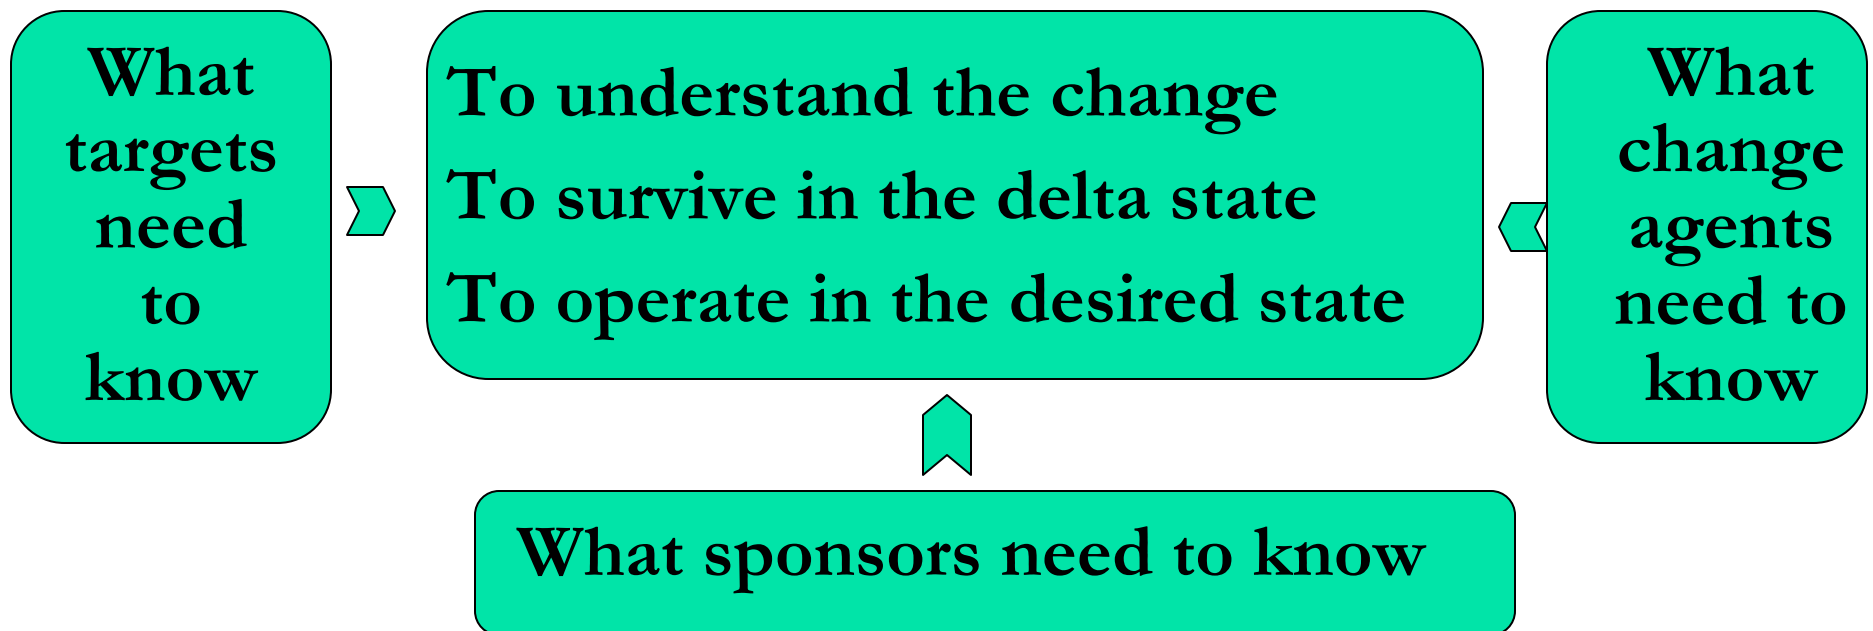 What
targets
need
to
know
To understand the change
To survive in the delta state
To operate in the desired state
What
change
agents
need to
know
What sponsors need to know